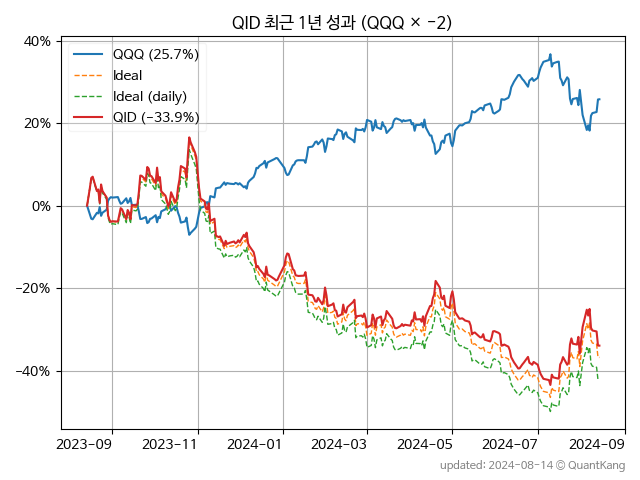 QID 최근 1년 성과 (QQQ × −2)
40%
20%
0%
−20%
−40%
QQQ (25.7%)
Ideal
Ideal (daily)
QID (−33.9%)
2023-09 2023-11 2024-01 2024-03 2024-05 2024-07 2024-09
updated: 2024-08-14 © QuantKang